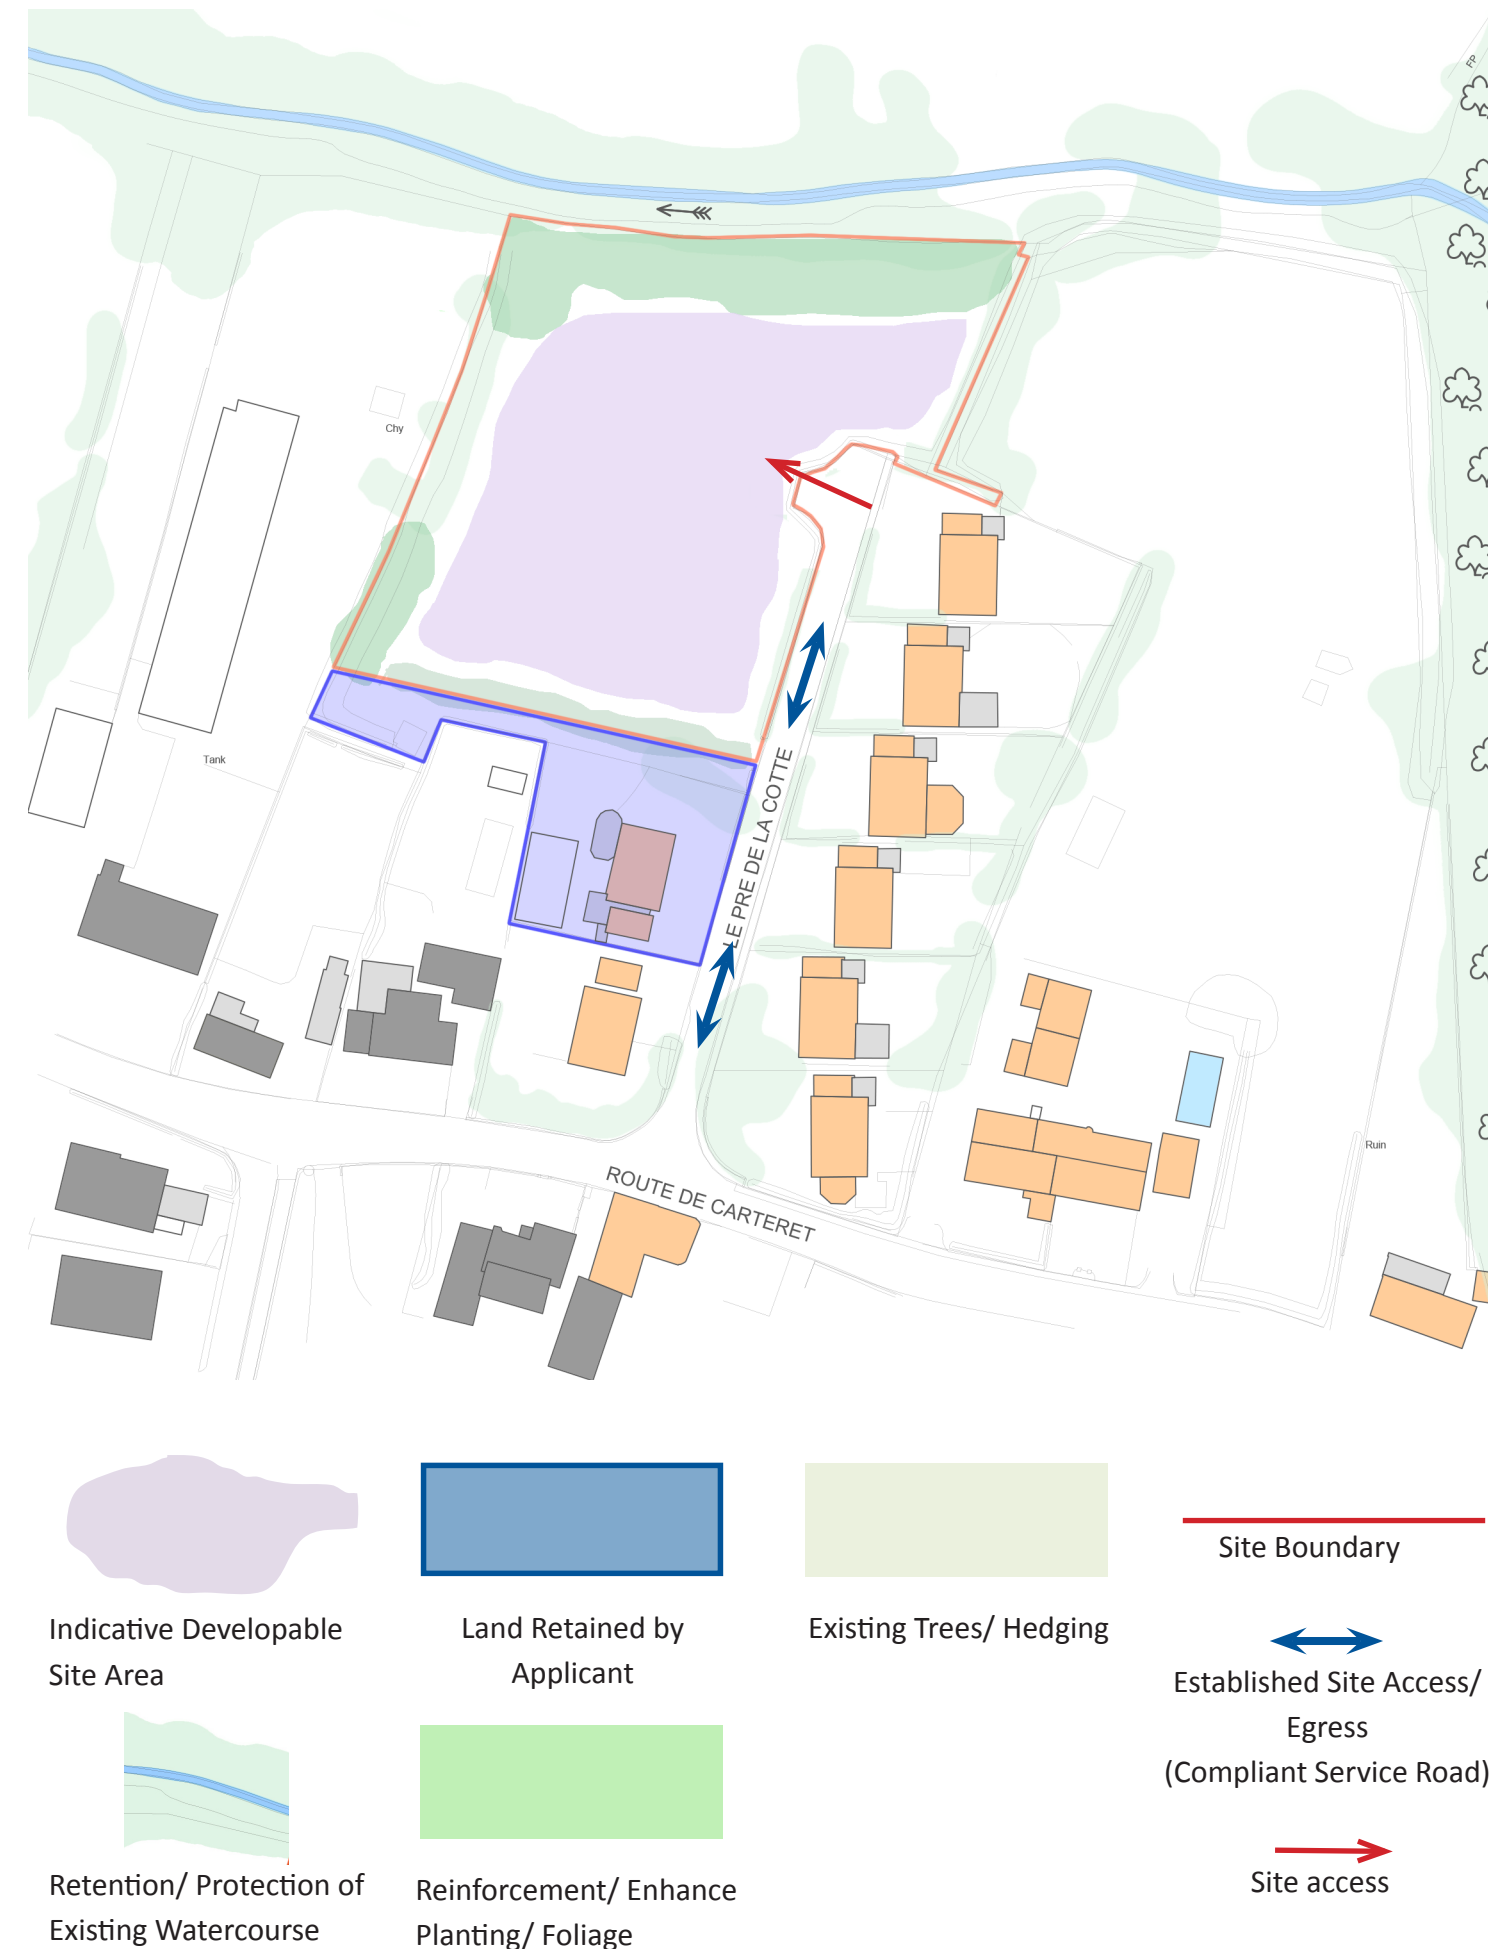 FP
Chy
Tank
LE PRE DE LA COTTE
Ruin
ROUTE DE CARTERET
Indicative Developable
Site Area
Land Retained by
Applicant
Existing Trees/ Hedging
Site Boundary
Established Site Access/
Egress
(Compliant Service Road)
Retention/ Protection of
Existing Watercourse
Reinforcement/ Enhance
Planting/ Foliage
Site access